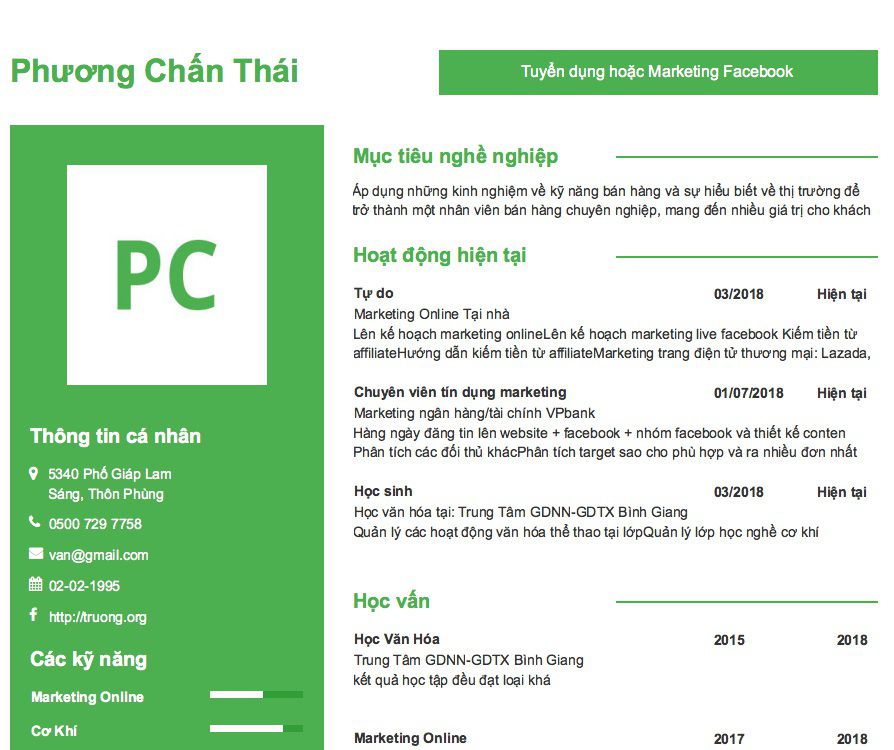 Phương Chấn Thái
Tuyển dụng hoặc Marketing Facebook
PC
Thông tin cá nhân
5340 Phố Giáp Lam
Sáng, Thôn Phùng
0500 729 7758
van@gmail.com
02-02-1995
http://truong.org
Các kỹ năng
Marketing Online
Cơ Khí
Mục tiêu nghề nghiệp
Áp dụng những kinh nghiệm về kỹ năng bán hàng và sự hiểu biết về thị trường để
trở thành một nhân viên bán hàng chuyên nghiệp, mang đến nhiều giá trị cho khách
Hoạt động hiện tại
Tự do 03/2018 Hiện tại
Marketing Online Tại nhà
Lên kế hoạch marketing onlineLên kế hoạch marketing live facebook Kiếm tiền từ
affiliateHướng dẫn kiếm tiền từ affiliateMarketing trang điện tử thương mại: Lazada,
Chuyên viên tín dụng marketing 01/07/2018 Hiện tại
Marketing ngân hàng/tài chính VPbank
Hàng ngày đăng tin lên website + facebook + nhóm facebook và thiết kế conten
Phân tích các đối thủ khácPhân tích target sao cho phù hợp và ra nhiều đơn nhất
Học sinh 03/2018 Hiện tại
Học văn hóa tại: Trung Tâm GDNN-GDTX Bình Giang
Quản lý các hoạt động văn hóa thể thao tại lớpQuản lý lớp học nghề cơ khí
Học vấn
Học Văn Hóa 2015 2018
Trung Tâm GDNN-GDTX Bình Giang
kết quả học tập đều đạt loại khá
Marketing Online 2017 2018